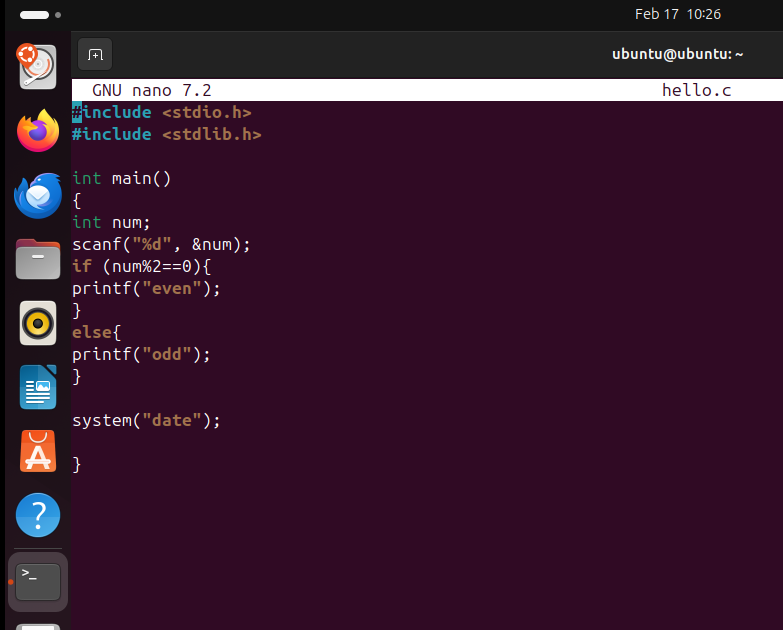 Feb 17 10:26
ubuntu@ubuntu: ~
GNU nano 7.2 hello.c
#include <stdio.h>
#include <stdlib.h>

int main()
{
int num;
scanf("%d", &num);
if (num%2==0){
printf("even");
}
else{
printf("odd");
}

system("date");

}